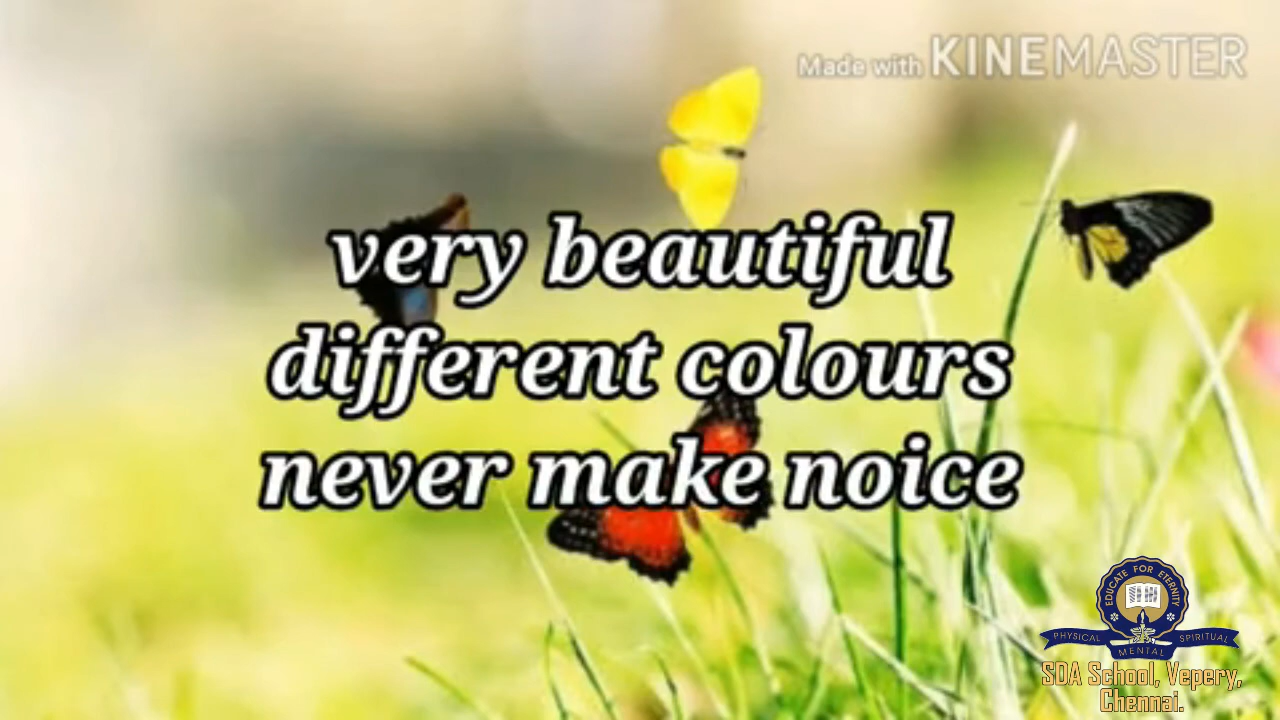 Made with KINEMASTER
very beautiful
different colours
never make noice
EDUCATE FOR ETERNITY
PHYSICAL MENTAL SPIRITUAL
SDA School, Vepery,
Chennai.